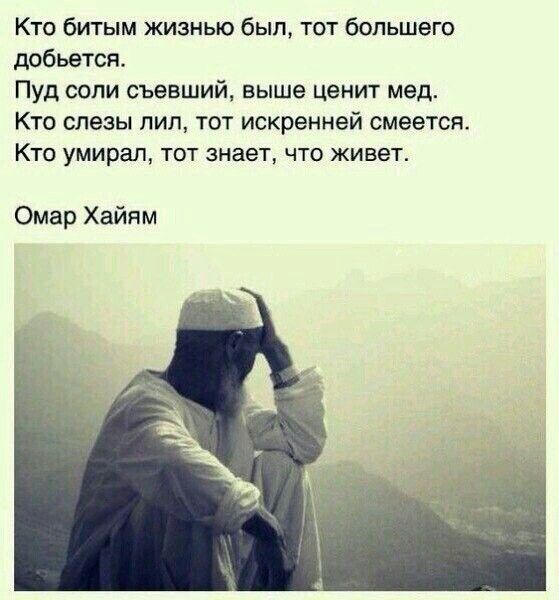 Кто битым жизнью был, тот большего
добьется.
Пуд соли съевший, выше ценит мед.
Кто слезы лил, тот искренней смеется.
Кто умирал, тот знает, что живет.
Омар Хайям